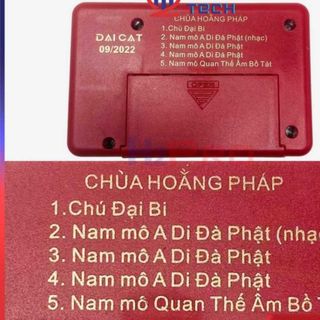 TECH
CHÙA HOẰNG PHÁP
DAI CAT
09/2022
1. Chú Đại Bi
2. Nam mô A Di Đà Phật (nhạc)
3. Nam mô A Di Đà Phật
4. Nam mô A Di Đà Phật
5. Nam mô Quan Thế Âm Bồ Tát
OPEN
CHÙA HOẰNG PHÁP
1.Chú Đại Bi
2. Nam mô A Di Đà Phật (nhạ
3. Nam mô A Di Đà Phật
4. Nam mô A Di Đà Phật
5. Nam mô Quan Thế Âm Bồ Tát